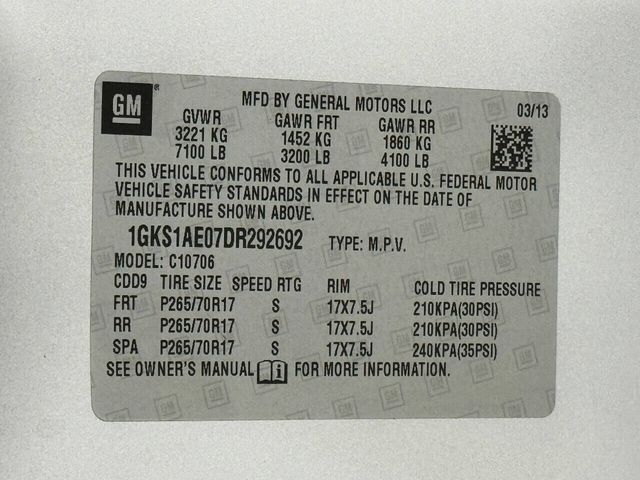 GM ®
MFD BY GENERAL MOTORS LLC 03/13
GVWR GAWR FRT GAWR RR
3221 KG 1452 KG 1860 KG
7100 LB 3200 LB 4100 LB
THIS VEHICLE CONFORMS TO ALL APPLICABLE U.S. FEDERAL MOTOR
VEHICLE SAFETY STANDARDS IN EFFECT ON THE DATE OF
MANUFACTURE SHOWN ABOVE.
1GKS1AE07DR292692 TYPE: M.P.V.
MODEL: C10706
CDD9 TIRE SIZE SPEED RTG RIM COLD TIRE PRESSURE
FRT P265/70R17 S 17X7.5J 210KPA(30PSI)
RR P265/70R17 S 17X7.5J 210KPA(30PSI)
SPA P265/70R17 S 17X7.5J 240KPA(35PSI)
SEE OWNER'S MANUAL i FOR MORE INFORMATION.